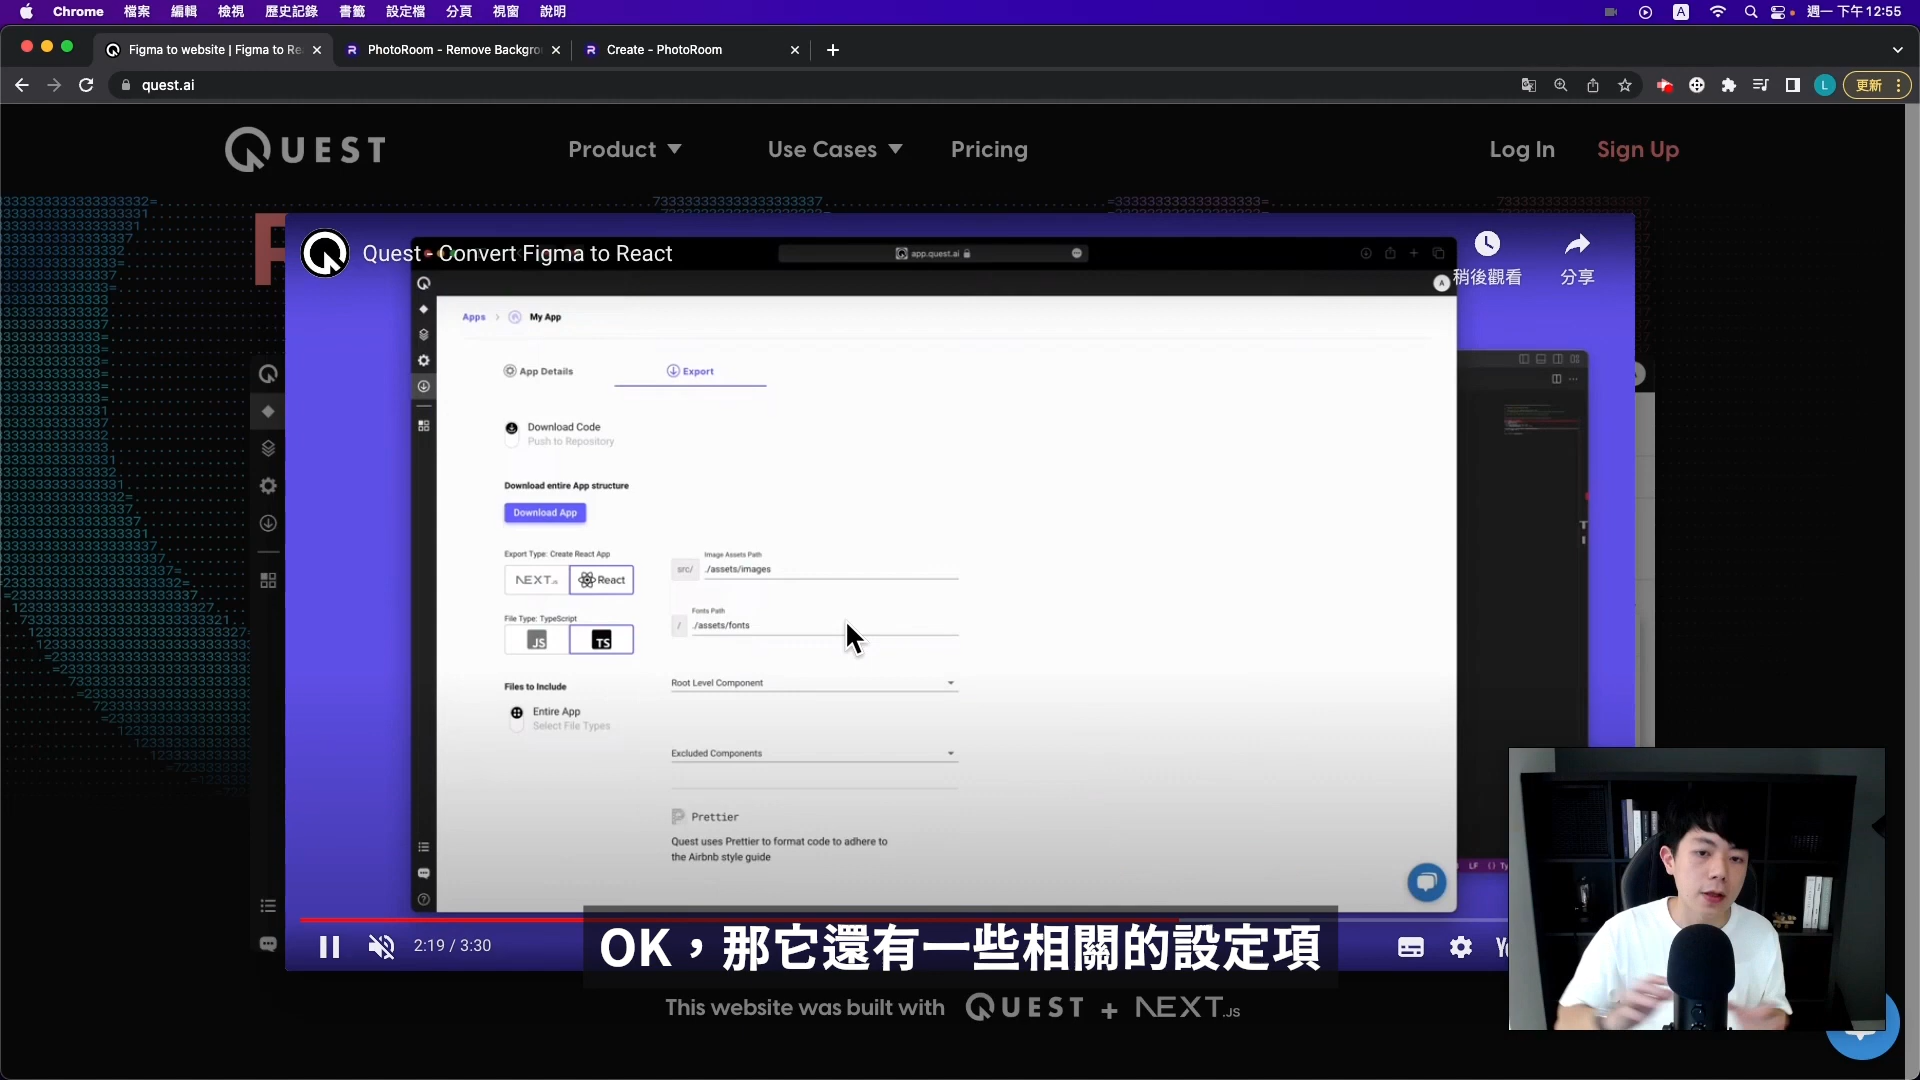 Chrome 檔案 編輯 檢視 歷史記錄 書籤 設定檔 分頁 視窗 說明
A 週一 下午12:55
Figma to website | Figma to Re
PhotoRoom - Remove Backgro
Create - PhotoRoom
quest.ai
L 更新
QUEST
Product
Use Cases
Pricing
Log In
Sign Up
Quest - Convert Figma to React
app.quest.ai
稍後觀看
分享
A
Apps > My App
App Details
Export
Download Code
Push to Repository
Download entire App structure
Download App
Export Type: Create React App
NEXT.JS React
Image Assets Path
src/ ./assets/images
Fonts Path
/ ./assets/fonts
File Type: TypeScript
JS TS
Root Level Component
Files to Include
Entire App
Select File Types
Excluded Components
Prettier
Quest uses Prettier to format code to adhere to
the Airbnb style guide
LF
2:19 / 3:30
OK，那它還有一些相關的設定項
This website was built with QUEST + NEXT.JS